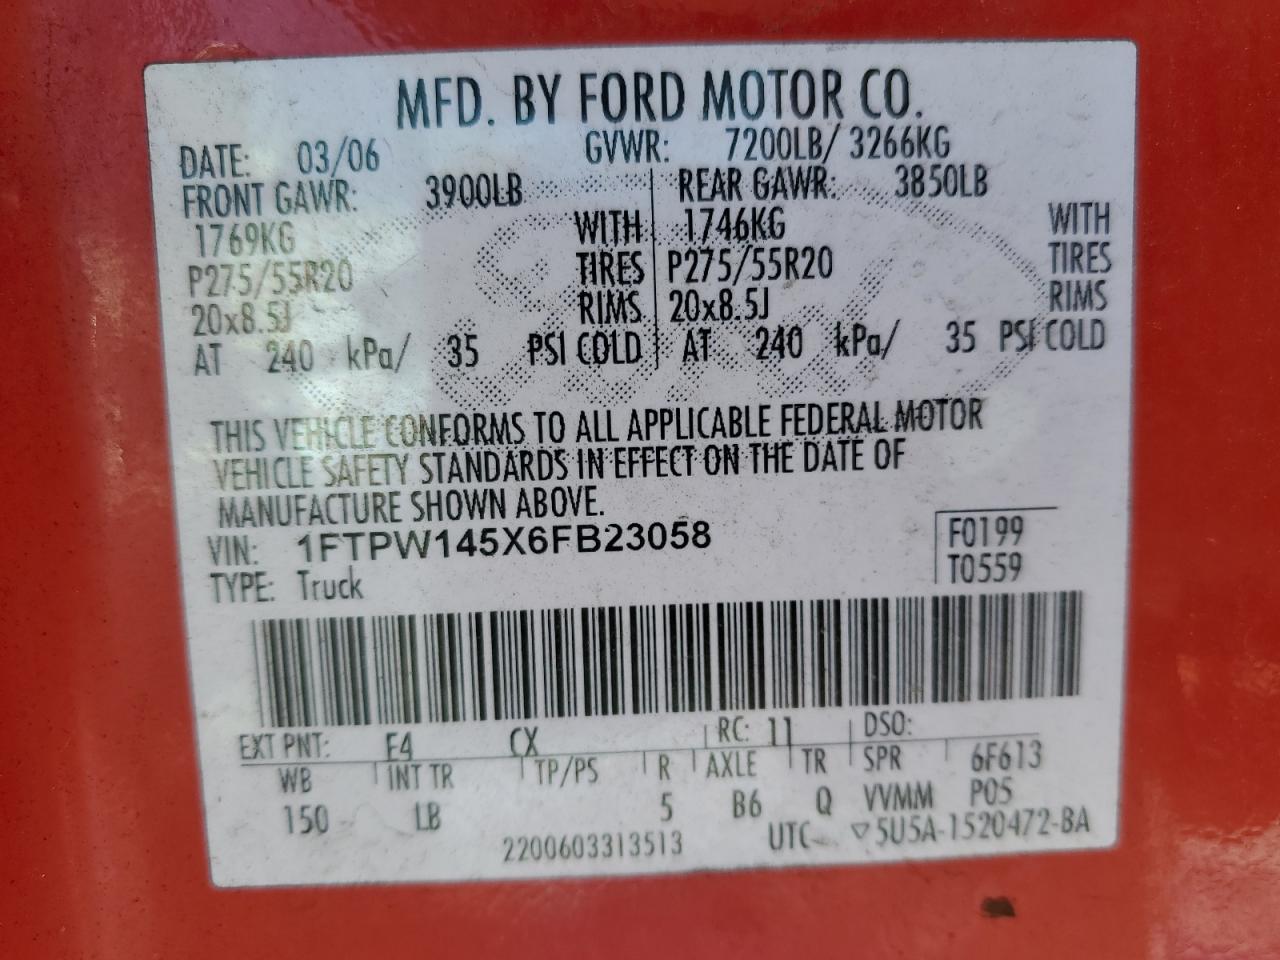 MFD. BY FORD MOTOR CO.
DATE: 03/06 GVWR: 7200LB/ 3266KG
FRONT GAWR: 3900LB REAR GAWR: 3850LB
1769KG WITH 1746KG WITH
P275/55R20 TIRES P275/55R20 TIRES
20x8.5J RIMS 20x8.5J RIMS
AT 240 kPa/ 35 PSI COLD AT 240 kPa/ 35 PSI COLD
THIS VEHICLE CONFORMS TO ALL APPLICABLE FEDERAL MOTOR
VEHICLE SAFETY STANDARDS IN EFFECT ON THE DATE OF
MANUFACTURE SHOWN ABOVE.
VIN: 1FTPW145X6FB23058 F0199
TYPE: Truck T0559
EXT PNT: E4 CX RC: 11 DSO:
WB INT TR TP/PS R AXLE TR SPR 6F613
150 LB 5 B6 Q VVMM P05
2200603313513 UTC ▽5U5A-1520472-BA